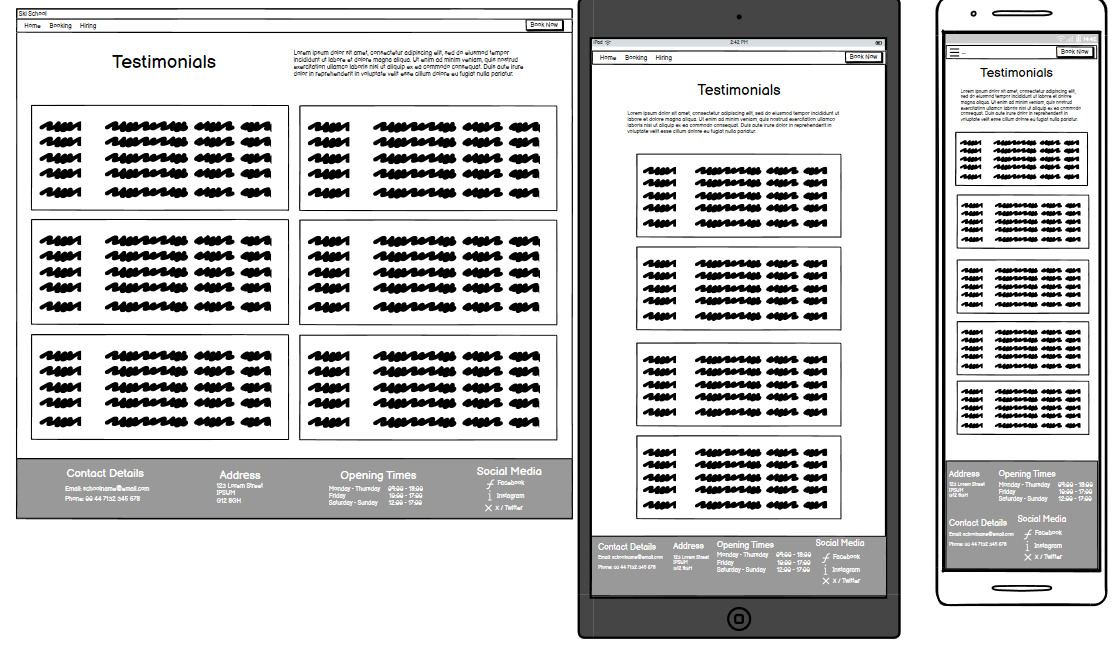 Ski School
Home Booking Hiring Book Now
Testimonials
Lorem ipsum dolor sit amet, consectetur adipiscing elit, sed do eiusmod tempor
incididunt ut labore et dolore magna aliqua. Ut enim ad minim veniam, quis nostrud
exercitation ullamco laboris nisi ut aliquip ex ea commodo consequat. Duis aute irure
dolor in reprehenderit in voluptate velit esse cillum dolore eu fugiat nulla pariatur.
Contact Details
Email: schoolname@email.com
Phone: 00 44 7152 345 678
Address
123 Lorem Street
IPSUM
G12 8GH
Opening Times
Monday - Thursday 09:00 - 18:00
Friday 10:00 - 17:00
Saturday - Sunday 12:00 - 17:00
Social Media
Facebook
Instagram
X / Twitter
iPad 2:42 PM
Home Booking Hiring Book Now
Testimonials
Lorem ipsum dolor sit amet, consectetur adipiscing elit, sed do eiusmod tempor incididunt ut
labore et dolore magna aliqua. Ut enim ad minim veniam, quis nostrud exercitation ullamco
laboris nisi ut aliquip ex ea commodo consequat. Duis aute irure dolor in reprehenderit in
voluptate velit esse cillum dolore eu fugiat nulla pariatur.
Contact Details
Email: schoolname@email.com
Phone: 00 44 7152 345 678
Address
123 Lorem Street
IPSUM
G12 8GH
Opening Times
Monday - Thursday 09:00 - 18:00
Friday 10:00 - 17:00
Saturday - Sunday 12:00 - 17:00
Social Media
Facebook
Instagram
X / Twitter
Book Now
Testimonials
Lorem ipsum dolor sit amet, consectetur adipiscing elit,
sed do eiusmod tempor incididunt ut labore et dolore
magna aliqua. Ut enim ad minim veniam, quis nostrud
exercitation ullamco laboris nisi ut aliquip ex ea commodo
consequat. Duis aute irure dolor in reprehenderit in
voluptate velit esse cillum dolore eu fugiat nulla pariatur.
Address
123 Lorem Street
IPSUM
G12 8GH
Opening Times
Monday - Thursday 09:00 - 18:00
Friday 10:00 - 17:00
Saturday - Sunday 12:00 - 17:00
Contact Details
Email: schoolname@email.com
Phone: 00 44 7152 345 678
Social Media
Facebook
Instagram
X / Twitter